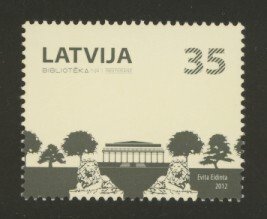 LATVIJA
35
BIBLIOTĒKA
Evita Eidinta
2012